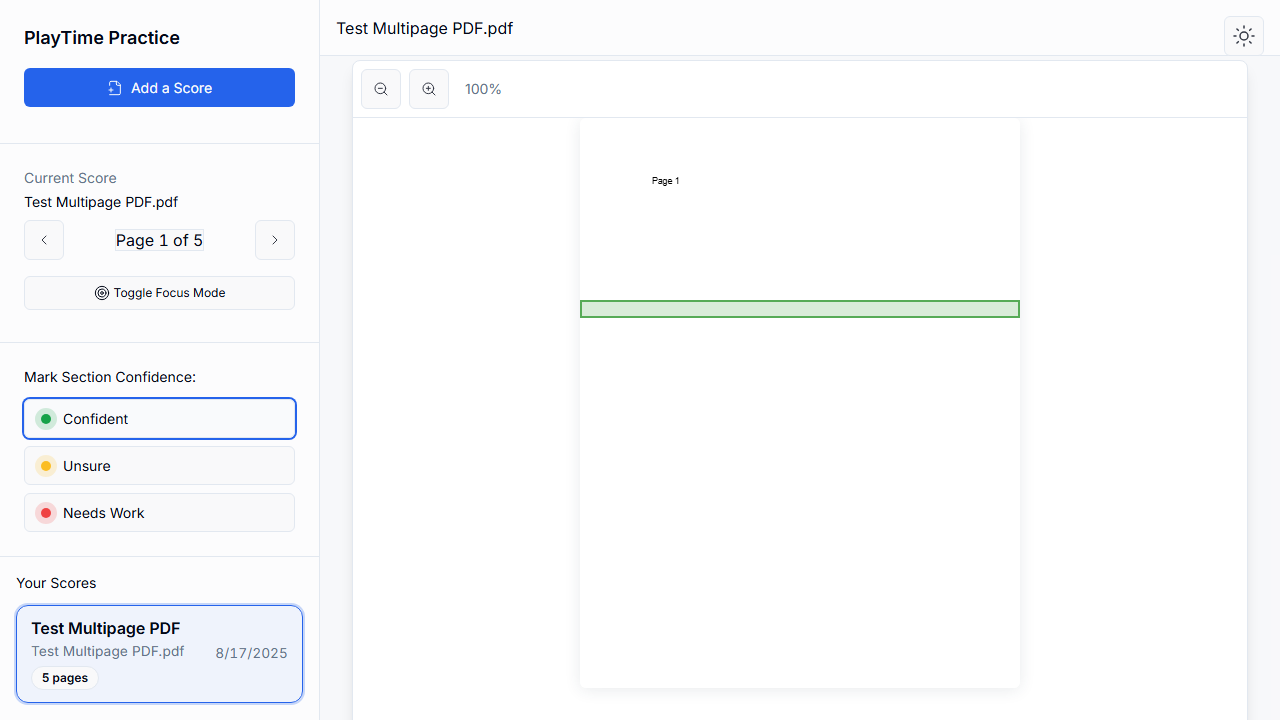 PlayTime Practice
Add a Score
Current Score
Test Multipage PDF.pdf
Page 1 of 5
Toggle Focus Mode
Mark Section Confidence:
Confident
Unsure
Needs Work
Your Scores
Test Multipage PDF
Test Multipage PDF.pdf
8/17/2025
5 pages
Test Multipage PDF.pdf
100%
Page 1